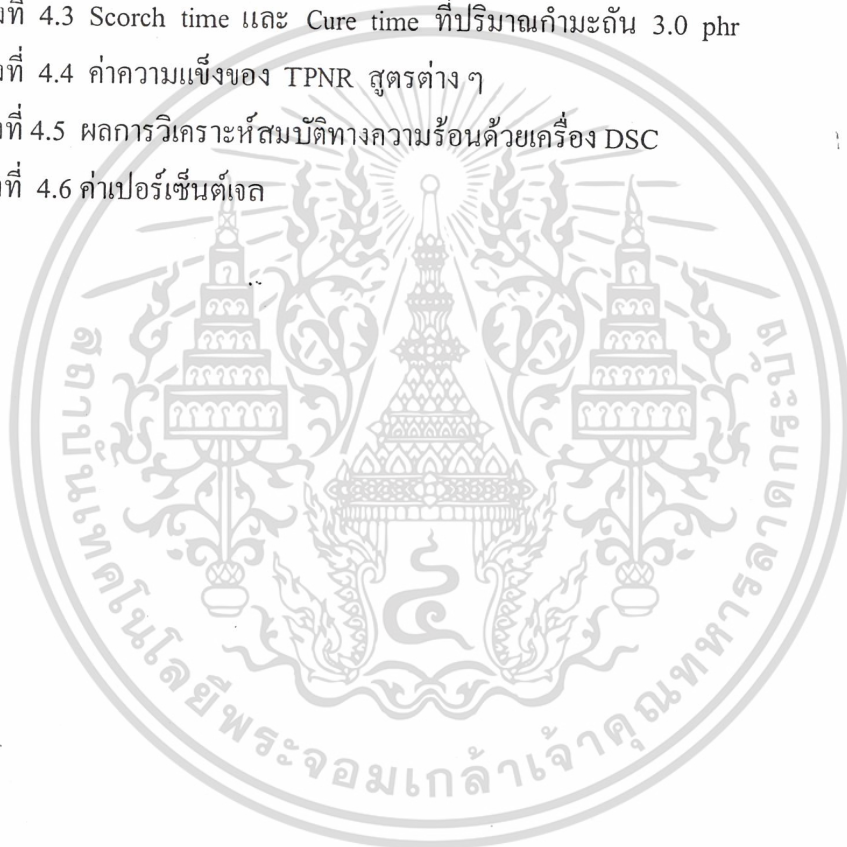 งที่ 4.3 Scorch time และ Cure time ที่ปริมาณกำมะถัน 3.0 phr
งที่ 4.4 ค่าความแข็งของ TPNR สูตรต่าง ๆ
งที่ 4.5 ผลการวิเคราะห์สมบัติทางความร้อนด้วยเครื่อง DSC
งที่ 4.6 ค่าเปอร์เซ็นต์เจล
๔
สถาบันเทคโนโลยีพระจอมเกล้าเจ้าคุณทหารลาดกระบัง